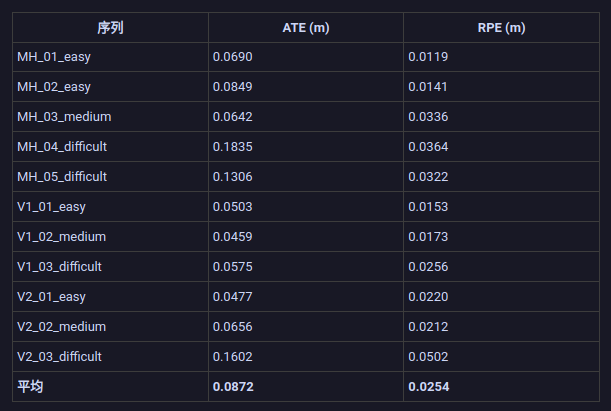 序列 ATE (m) RPE (m)
MH_01_easy 0.0690 0.0119
MH_02_easy 0.0849 0.0141
MH_03_medium 0.0642 0.0336
MH_04_difficult 0.1835 0.0364
MH_05_difficult 0.1306 0.0322
V1_01_easy 0.0503 0.0153
V1_02_medium 0.0459 0.0173
V1_03_difficult 0.0575 0.0256
V2_01_easy 0.0477 0.0220
V2_02_medium 0.0656 0.0212
V2_03_difficult 0.1602 0.0502
平均 0.0872 0.0254